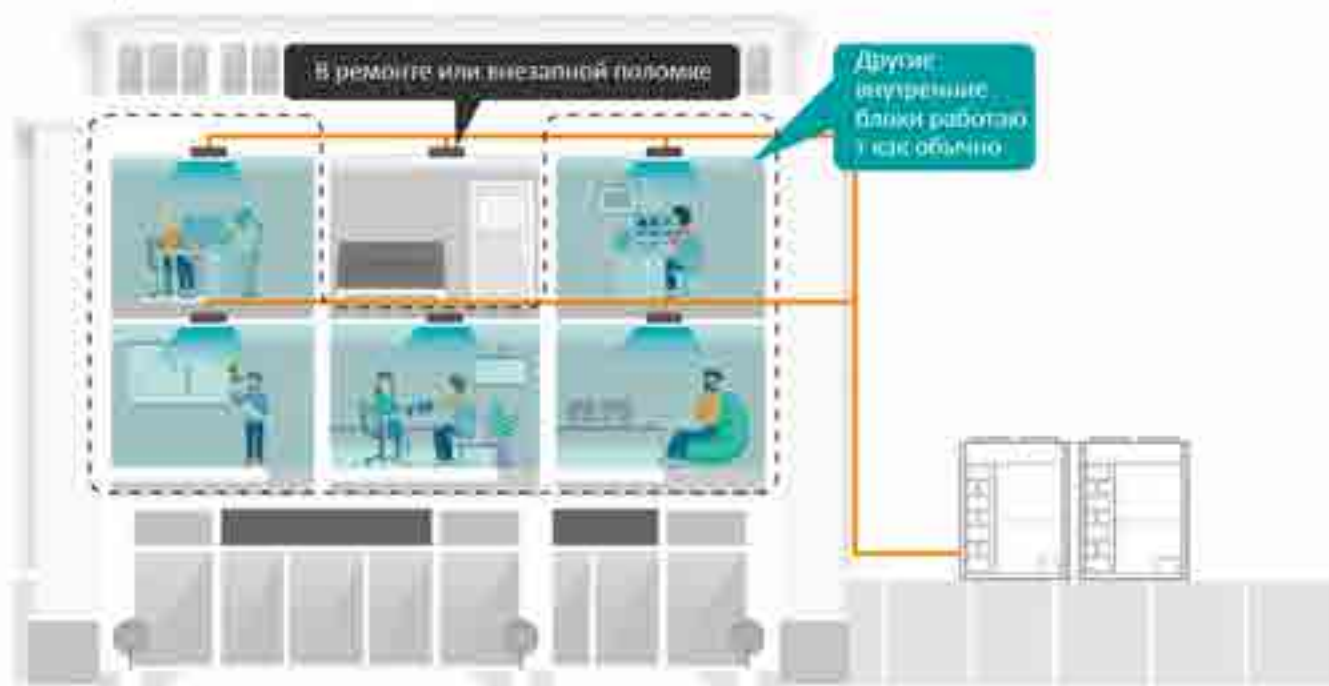 В ремонте или внезапной поломке
Другие
внутренние
блоки работаю
т как обычно